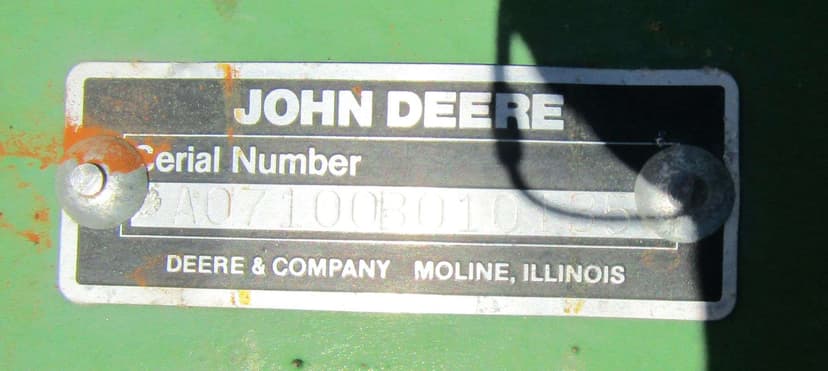 JOHN DEERE
Serial Number
A07100B010135
DEERE & COMPANY MOLINE, ILLINOIS